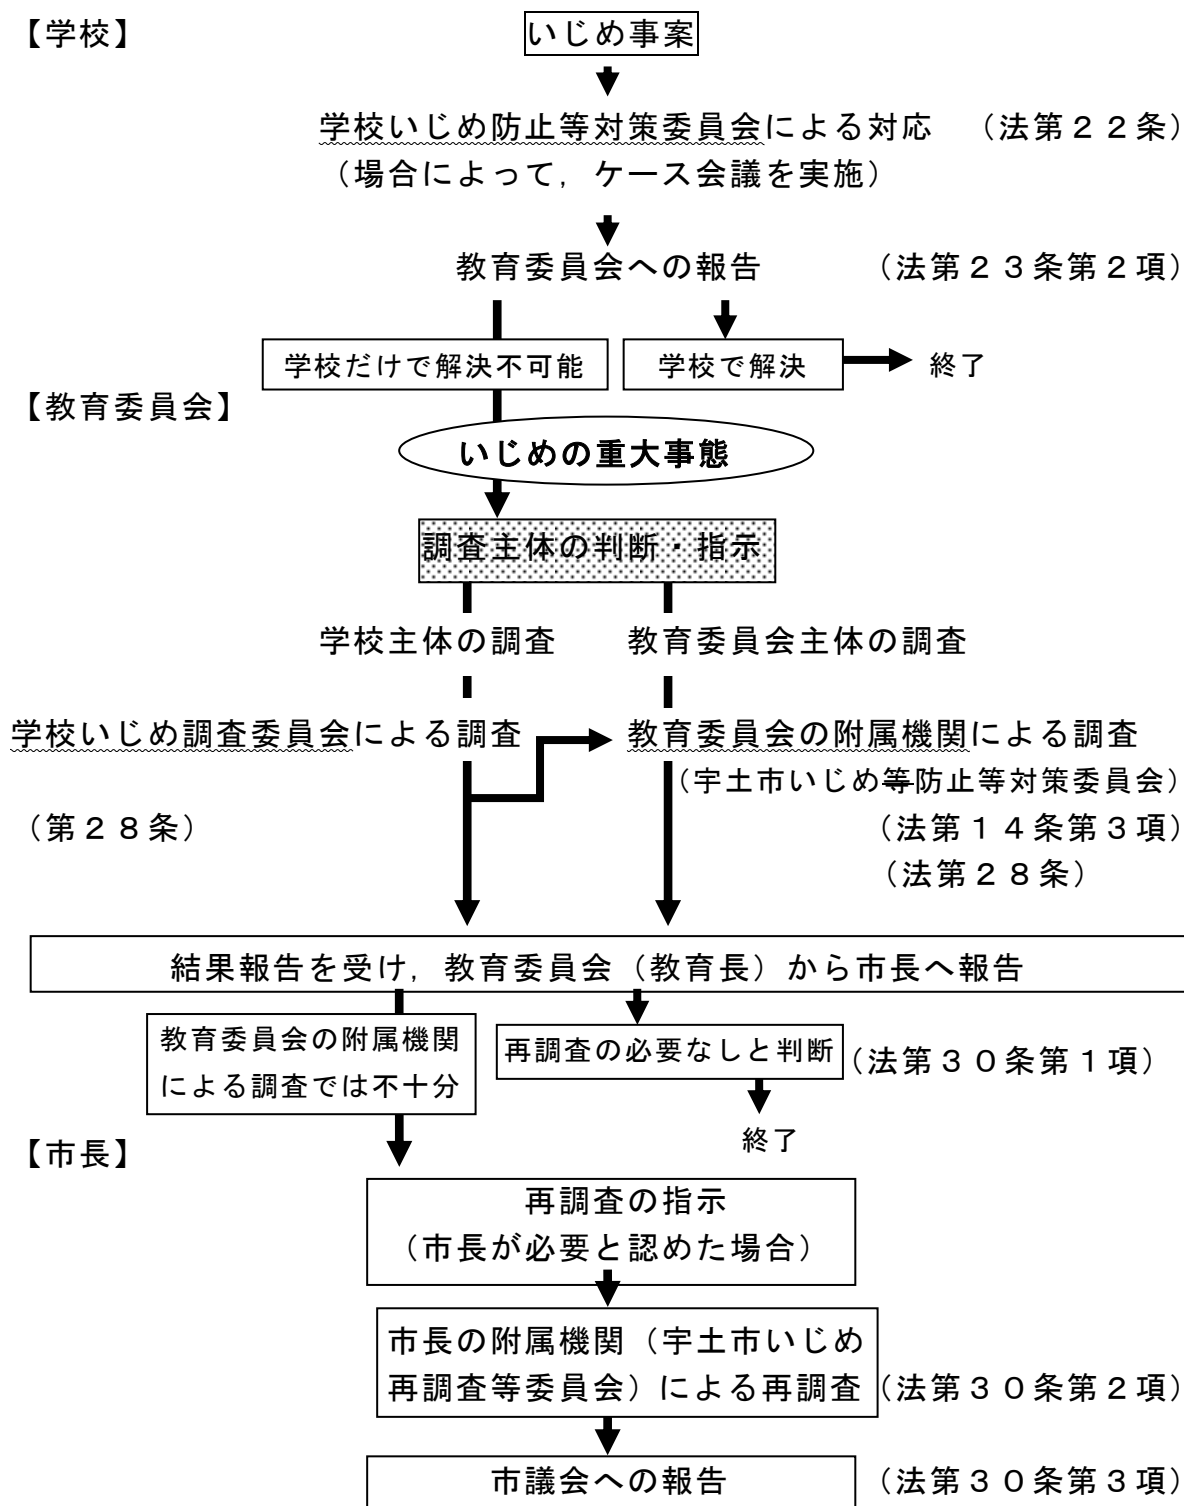 【学校】
いじめ事案
学校いじめ防止等対策委員会による対応 （法第２２条）
（場合によって，ケース会議を実施）
教育委員会への報告 （法第２３条第２項）
学校だけで解決不可能 学校で解決 終了
【教育委員会】
いじめの重大事態
調査主体の判断・指示
学校主体の調査 教育委員会主体の調査
学校いじめ調査委員会による調査 教育委員会の附属機関による調査
（宇土市いじめ等防止等対策委員会）
（第２８条） （法第１４条第３項）
（法第２８条）
結果報告を受け，教育委員会（教育長）から市長へ報告
教育委員会の附属機関
による調査では不十分
再調査の必要なしと判断 （法第３０条第１項）
終了
【市長】
再調査の指示
（市長が必要と認めた場合）
市長の附属機関（宇土市いじめ
再調査等委員会）による再調査 （法第３０条第２項）
市議会への報告 （法第３０条第３項）